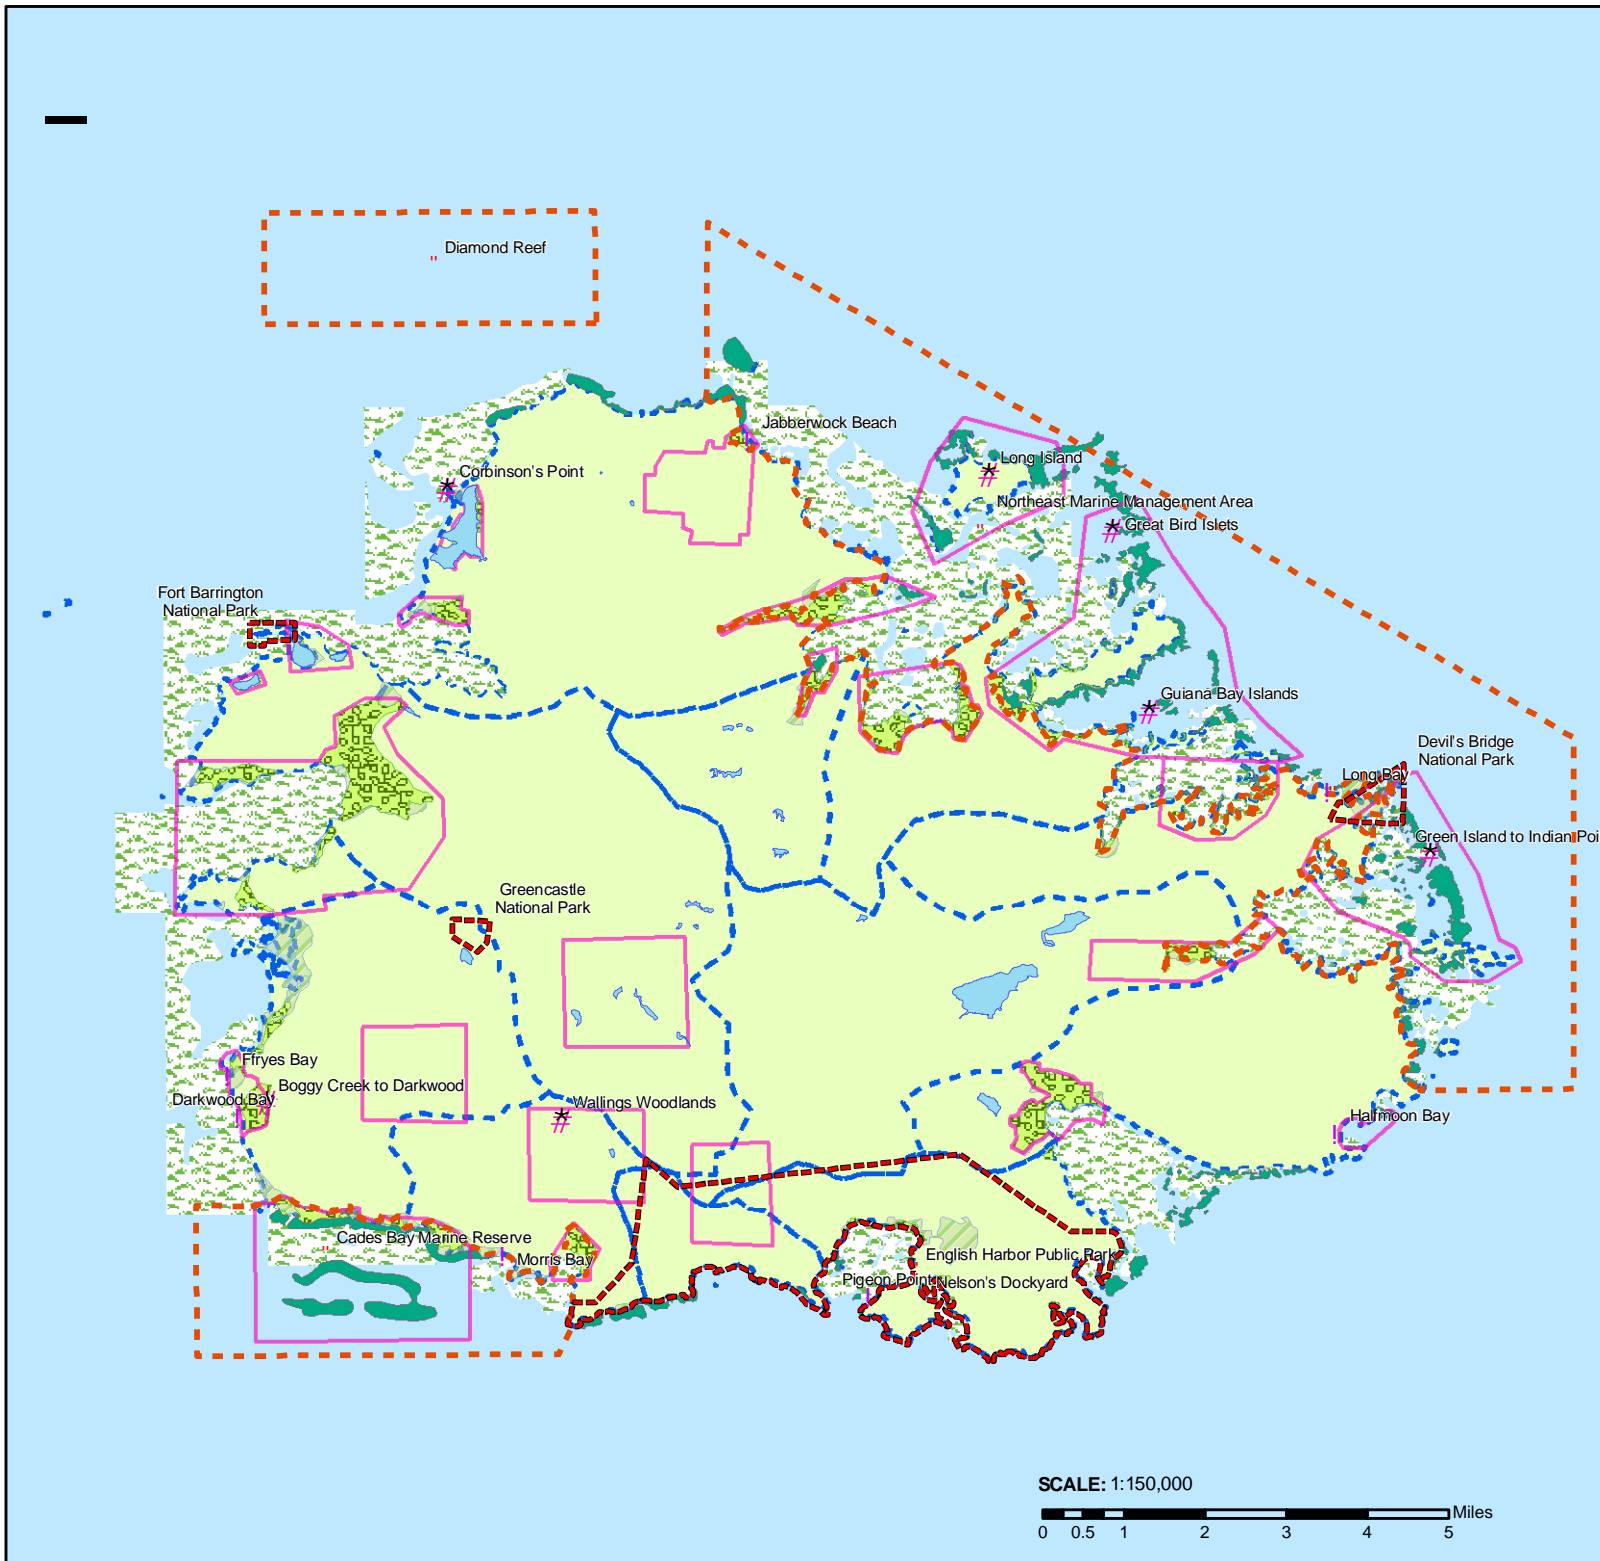 Diamond Reef
Jabberwock Beach
Long Island
Corbinson's Point
Northeast Marine Management Area
Great Bird Islets
Fort Barrington
National Park
Guiana Bay Islands
Devil's Bridge
National Park
Long Bay
Green Island to Indian Poi
Greencastle
National Park
Ffryes Bay
Boggy Creek to Darkwood
Darkwood Bay
Wallings Woodlands
Halfmoon Bay
Cades Bay Marine Reserve
Morris Bay
English Harbor Public Park
Pigeon Point
Nelson's Dockyard
SCALE: 1:150,000
Miles
0 0.5 1 2 3 4 5